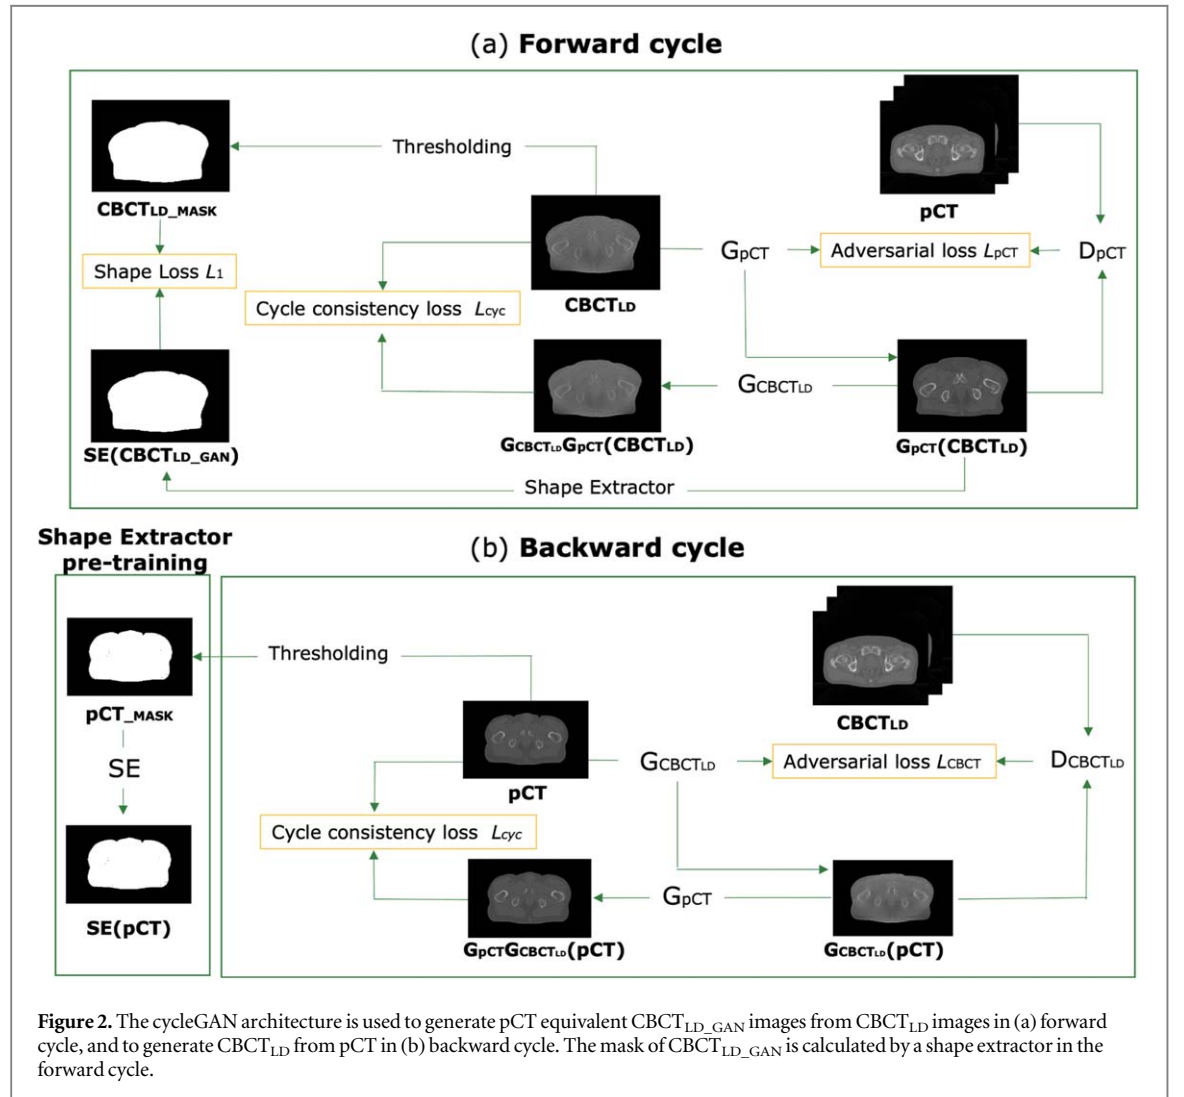 (a) Forward cycle
Thresholding
CBCTLD_MASK
pCT
Shape Loss L1
GpCT
Adversarial loss LpCT
DpCT
Cycle consistency loss Lcyc
CBCTLD
GCBCTLD
SE(CBCTLD_GAN)
GCBCTLDGpCT(CBCTLD)
GpCT(CBCTLD)
Shape Extractor
Shape Extractor
pre-training
(b) Backward cycle
Thresholding
pCT_MASK
CBCTLD
SE
pCT
GCBCTLD
Adversarial loss LCBCT
DCBCTLD
Cycle consistency loss Lcyc
GpCT
SE(pCT)
GpCTGCBCTLD(pCT)
GCBCTLD(pCT)
Figure 2. The cycleGAN architecture is used to generate pCT equivalent CBCTLD_GAN images from CBCTLD images in (a) forward
cycle, and to generate CBCTLD from pCT in (b) backward cycle. The mask of CBCTLD_GAN is calculated by a shape extractor in the
forward cycle.